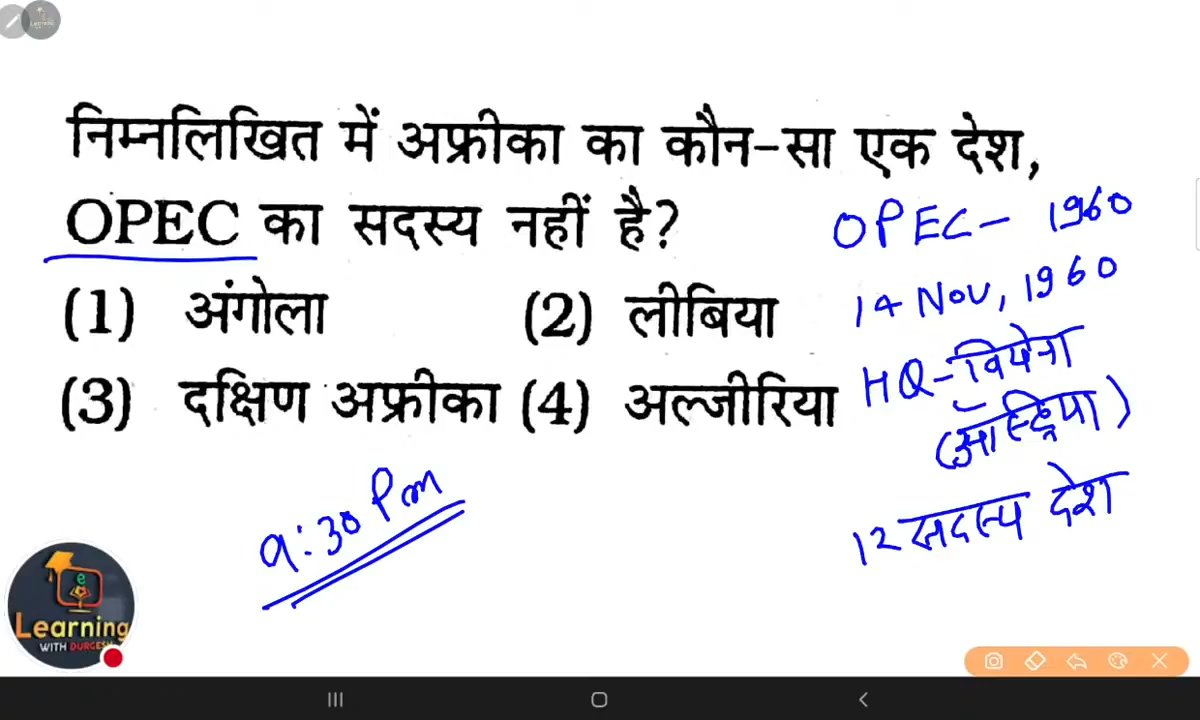 निम्नलिखित में अफ्रीका का कौन-सा एक देश,
OPEC का सदस्य नहीं है?
(1) अंगोला (2) लीबिया
(3) दक्षिण अफ्रीका (4) अल्जीरिया
OPEC - 1960
14 Nov, 1960
HQ - वियेना
(ऑस्ट्रिया)
12 सदस्य देश
9:30 Pm
e
Learning
WITH DURGESH